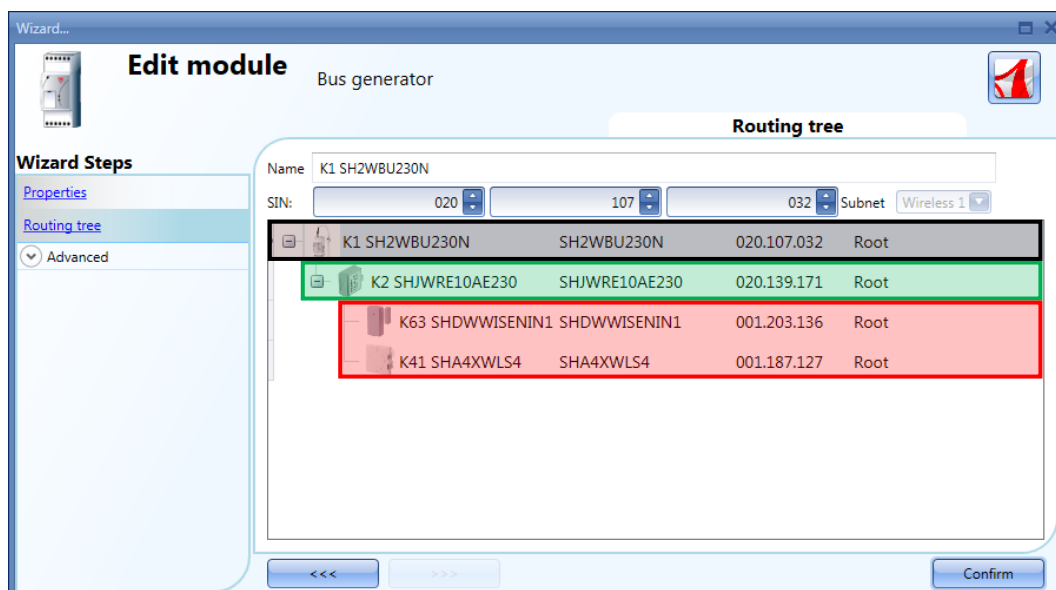 Wizard...
Edit module
Bus generator
Routing tree
Wizard Steps
Properties
Routing tree
Advanced
Name K1 SH2WBU230N
SIN: 020 107 032 Subnet Wireless 1
K1 SH2WBU230N SH2WBU230N 020.107.032 Root
K2 SHJWRE10AE230 SHJWRE10AE230 020.139.171 Root
K63 SHDWWISENIN1 SHDWWISENIN1 001.203.136 Root
K41 SHA4XWLS4 SHA4XWLS4 001.187.127 Root
<<< >>> Confirm